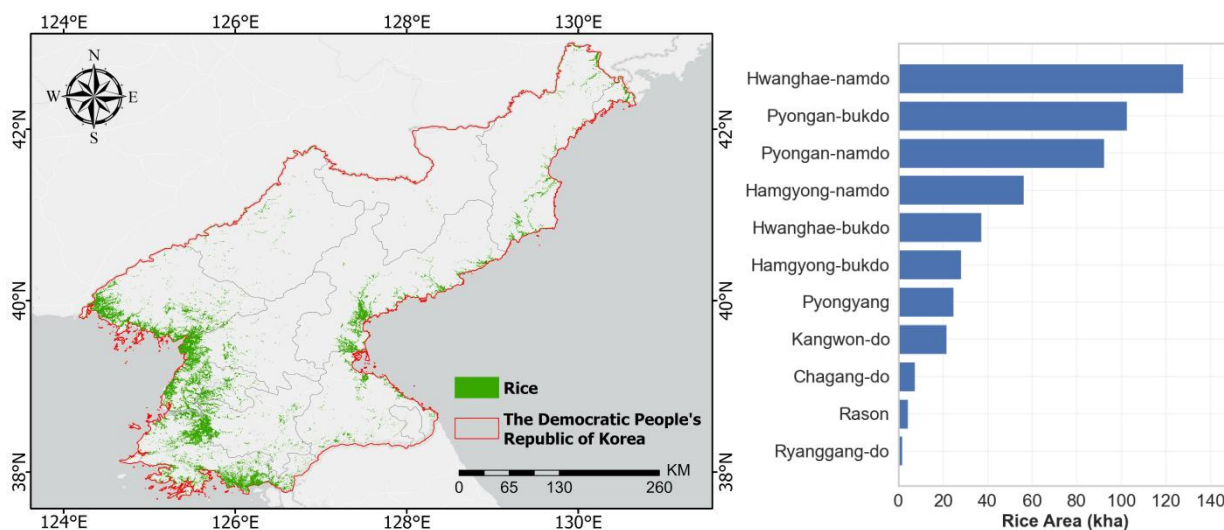 124°E 126°E 128°E 130°E
N
W E
S
42°N 42°N
40°N 40°N
38°N 38°N
Rice
The Democratic People's
Republic of Korea
KM
0 65 130 260
124°E 126°E 128°E 130°E
Hwanghae-namdo
Pyongan-bukdo
Pyongan-namdo
Hamgyong-namdo
Hwanghae-bukdo
Hamgyong-bukdo
Pyongyang
Kangwon-do
Chagang-do
Rason
Ryanggang-do
0 20 40 60 80 100 120 140
Rice Area (kha)